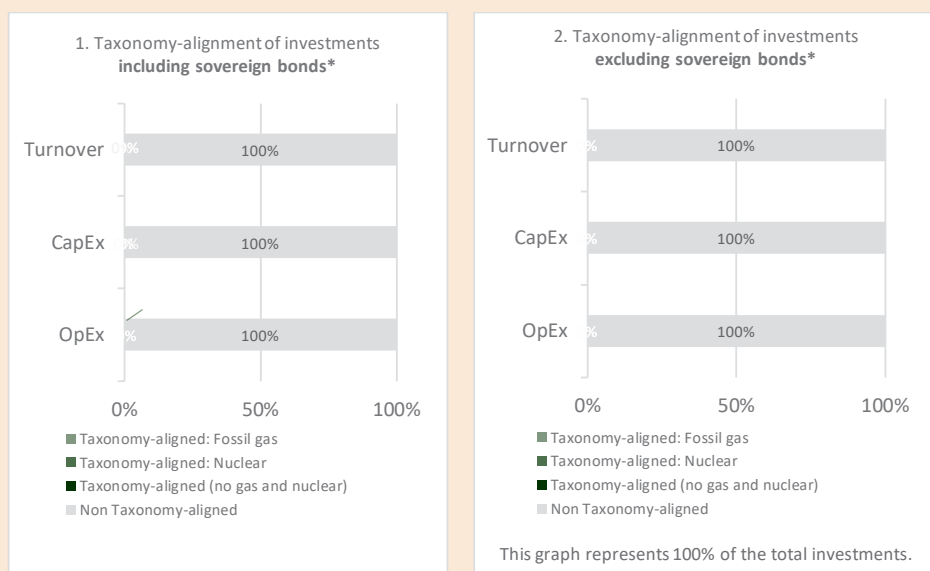 1. Taxonomy-alignment of investments
including sovereign bonds*
Turnover
100%
CapEx
100%
OpEx
100%
0% 50% 100%
Taxonomy-aligned: Fossil gas
Taxonomy-aligned: Nuclear
Taxonomy-aligned (no gas and nuclear)
Non Taxonomy-aligned
2. Taxonomy-alignment of investments
excluding sovereign bonds*
Turnover
100%
CapEx
100%
OpEx
100%
0% 50% 100%
Taxonomy-aligned: Fossil gas
Taxonomy-aligned: Nuclear
Taxonomy-aligned (no gas and nuclear)
Non Taxonomy-aligned
This graph represents 100% of the total investments.